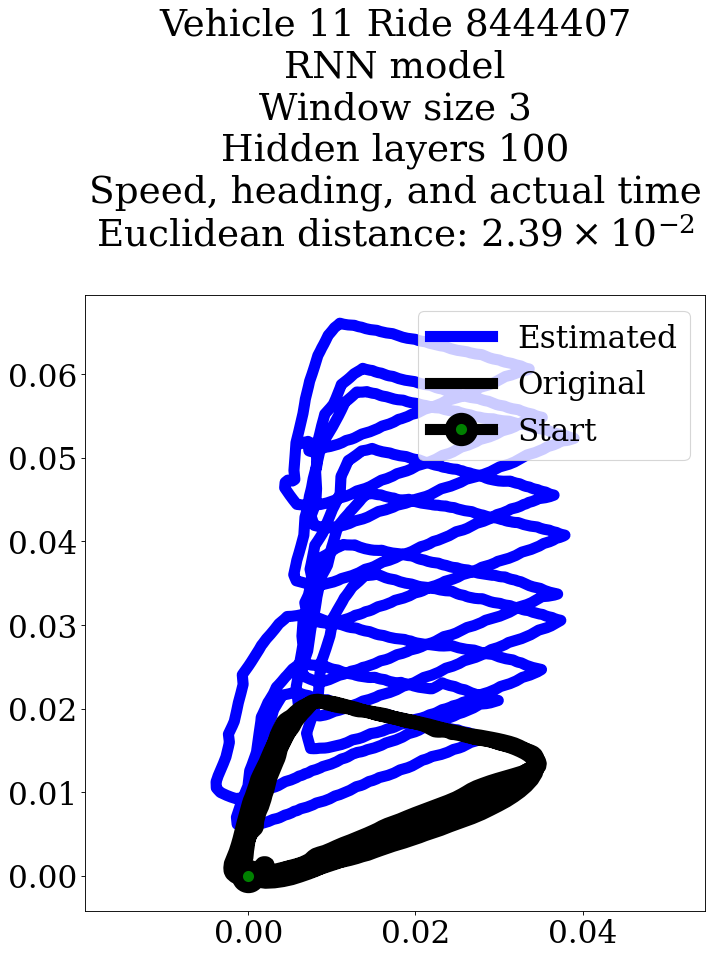 Vehicle 11 Ride 8444407
RNN model
Window size 3
Hidden layers 100
Speed, heading, and actual time
Euclidean distance: 2.39 × 10⁻²
Estimated
Original
Start
0.06
0.05
0.04
0.03
0.02
0.01
0.00
0.00 0.02 0.04